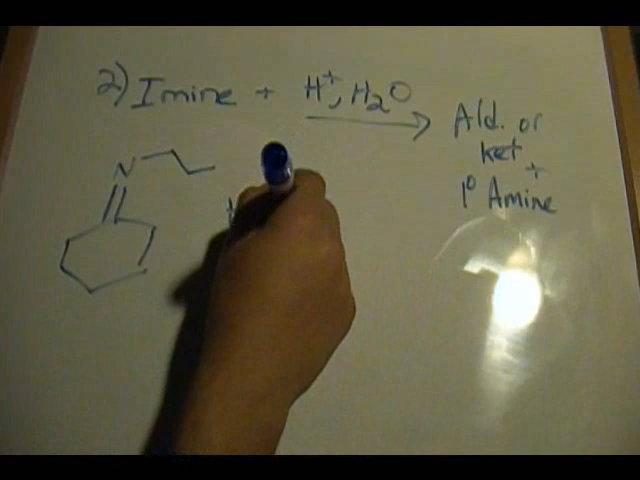 2) Imine + H+, H2O
Ald. or
ket
+
1° Amine
N